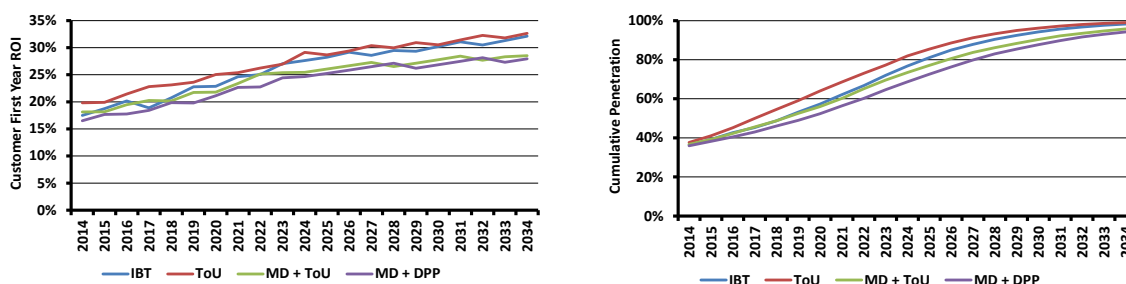 Customer First Year ROI
35%
30%
25%
20%
15%
10%
5%
0%
2014 2015 2016 2017 2018 2019 2020 2021 2022 2023 2024 2025 2026 2027 2028 2029 2030 2031 2032 2033 2034
IBT ToU MD + ToU MD + DPP
Cumulative Penetration
100%
80%
60%
40%
20%
0%
2014 2015 2016 2017 2018 2019 2020 2021 2022 2023 2024 2025 2026 2027 2028 2029 2030 2031 2032 2033 2034
IBT ToU MD + ToU MD + DPP